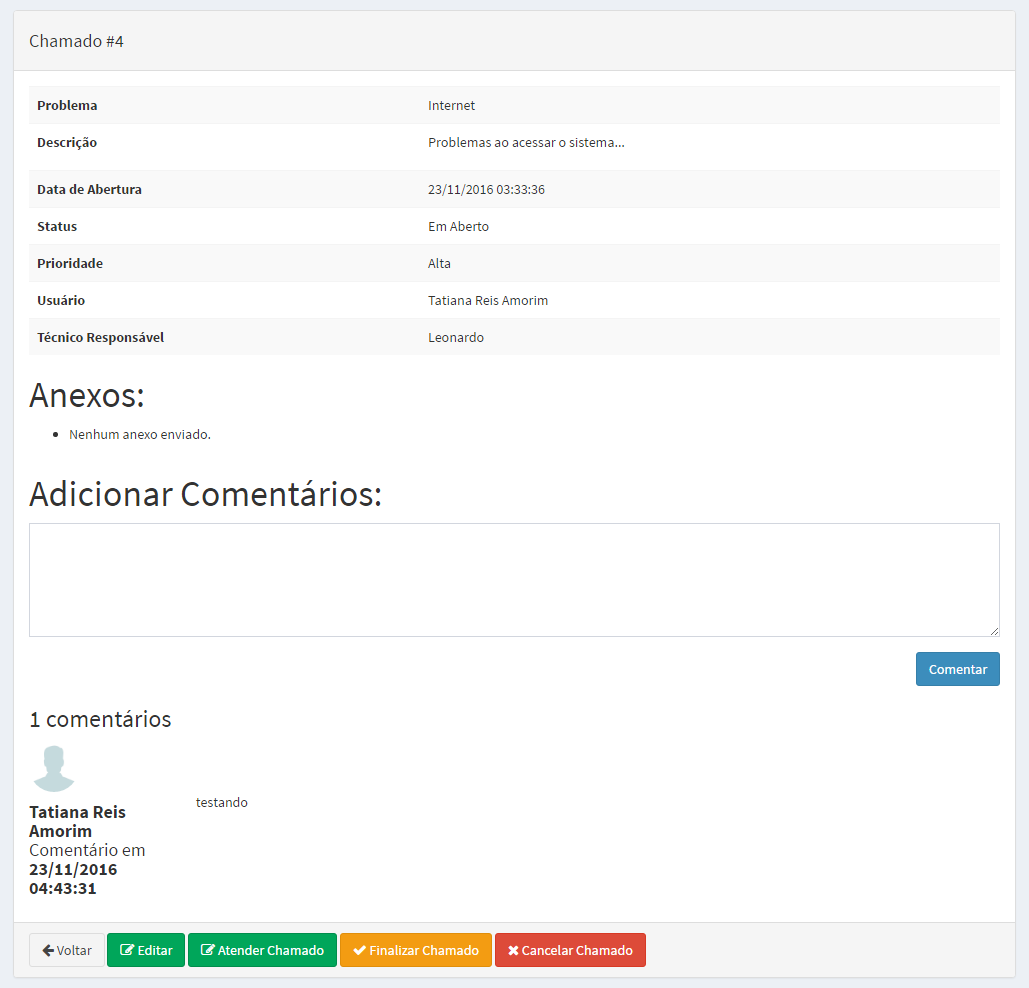 Chamado #4
Problema Internet
Descrição Problemas ao acessar o sistema...
Data de Abertura 23/11/2016 03:33:36
Status Em Aberto
Prioridade Alta
Usuário Tatiana Reis Amorim
Técnico Responsável Leonardo
Anexos:
Nenhum anexo enviado.
Adicionar Comentários:
Comentar
1 comentários
testando
Tatiana Reis
Amorim
Comentário em
23/11/2016
04:43:31
Voltar Editar Atender Chamado Finalizar Chamado Cancelar Chamado